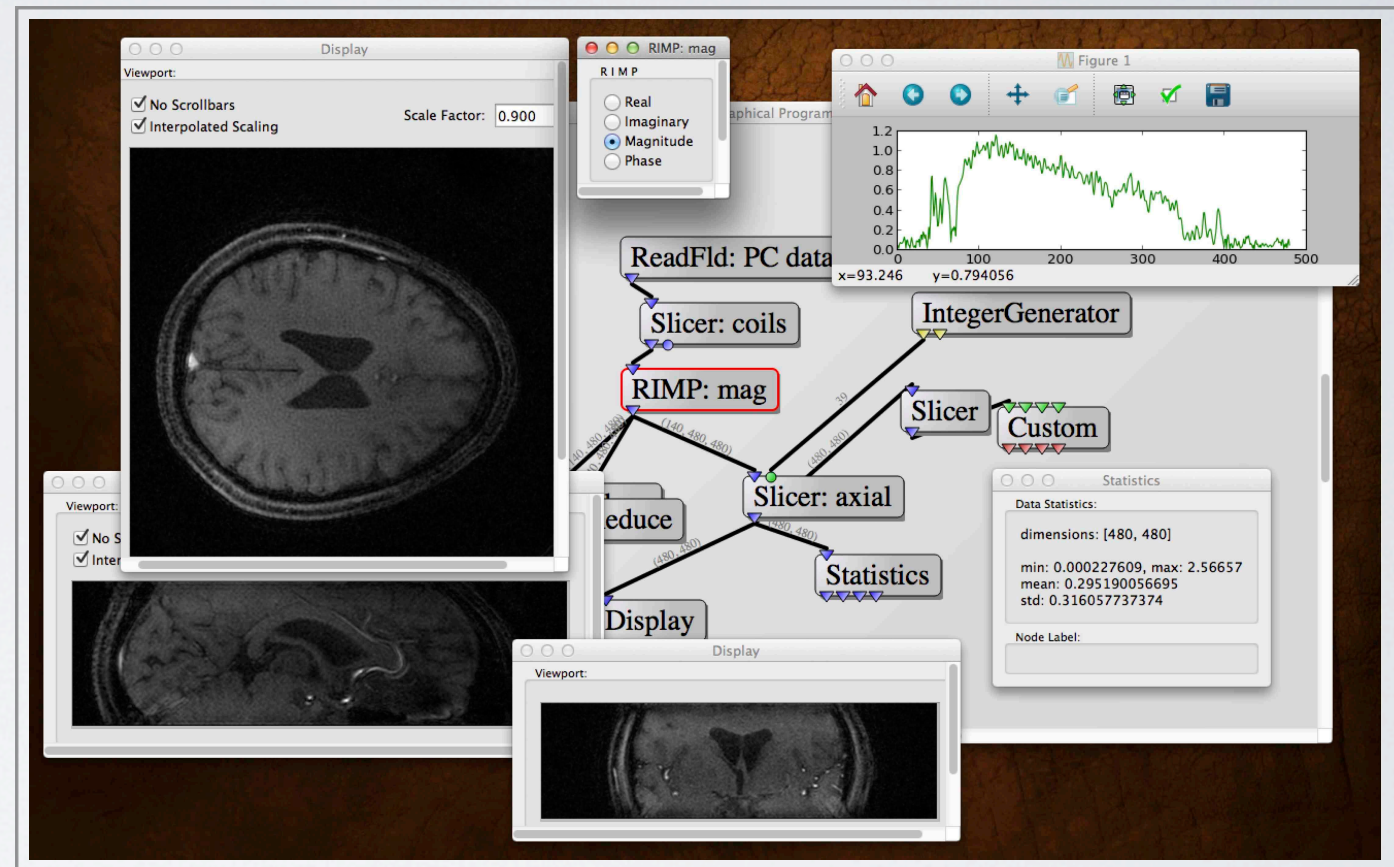 Display
Viewport:
No Scrollbars
Interpolated Scaling
Scale Factor: 0.900
RIMP: mag
R I M P
Real
Imaginary
Magnitude
Phase
Figure 1
1.2
1.0
0.8
0.6
0.4
0.2
0.0
0 100 200 300 400 500
x=93.246 y=0.794056
aphical Program
ReadFld: PC data
Slicer: coils
RIMP: mag
IntegerGenerator
39
Slicer
Custom
(140, 480, 480)
(480, 480)
Slicer: axial
educe
(480, 480)
(480, 480)
Statistics
Display
Viewport:
No S
Inter
Display
Viewport:
Statistics
Data Statistics:
dimensions: [480, 480]
min: 0.000227609, max: 2.56657
mean: 0.295190056695
std: 0.316057737374
Node Label: